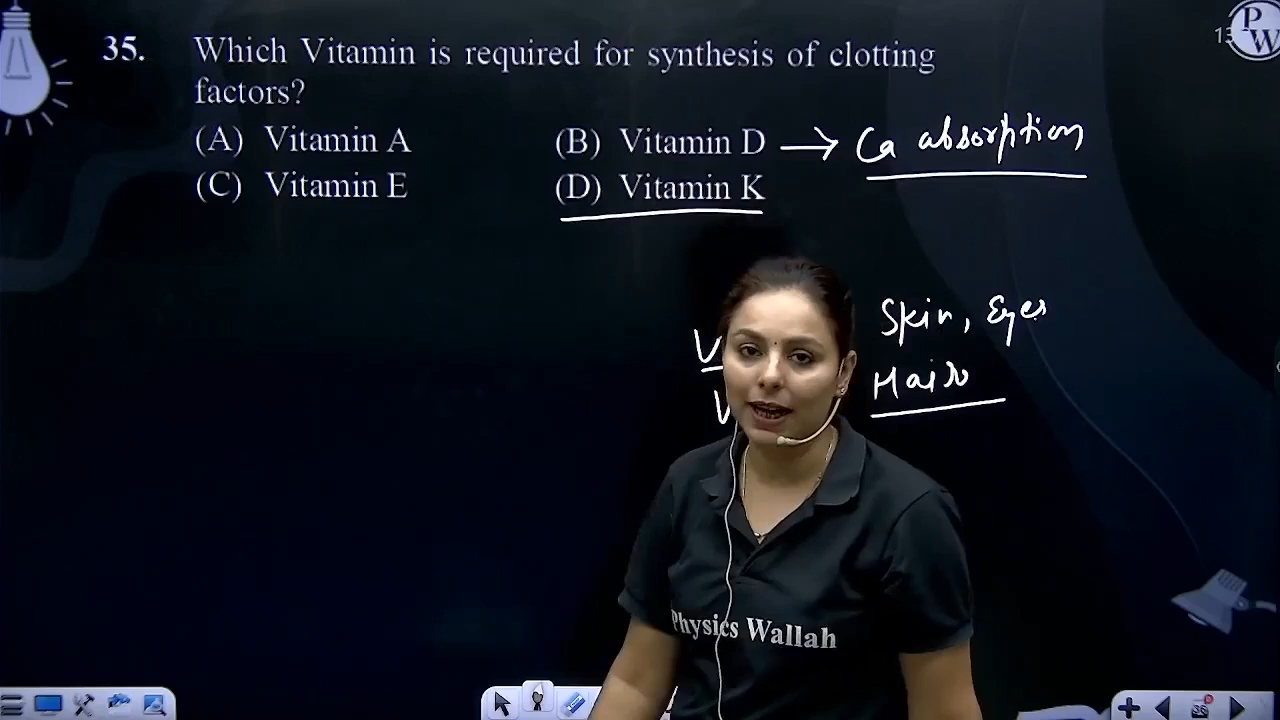 35. Which Vitamin is required for synthesis of clotting
factors?
(A) Vitamin A (B) Vitamin D → Ca absorption
(C) Vitamin E (D) Vitamin K
Skin, Eyes
Hair
Physics Wallah
PW